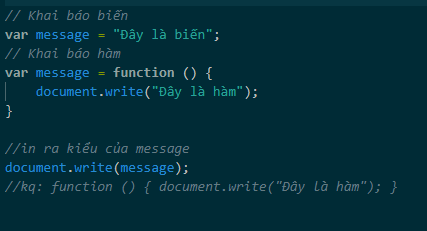 // Khai báo biến
var message = "Đây là biến";
// Khai báo hàm
var message = function () {
document.write("Đây là hàm");
}
//in ra kiểu của message
document.write(message);
//kq: function () { document.write("Đây là hàm"); }